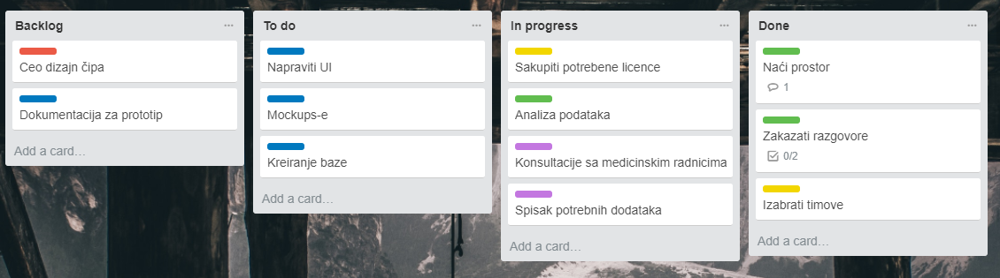 Backlog
Ceo dizajn čipa
Dokumentacija za prototip
Add a card…
To do
Napraviti UI
Mockups-e
Kreiranje baze
Add a card…
In progress
Sakupiti potrebene licence
Analiza podataka
Konsultacije sa medicinskim radnicima
Spisak potrebnih dodataka
Add a card…
Done
Naći prostor
1
Zakazati razgovore
0/2
Izabrati timove
Add a card…